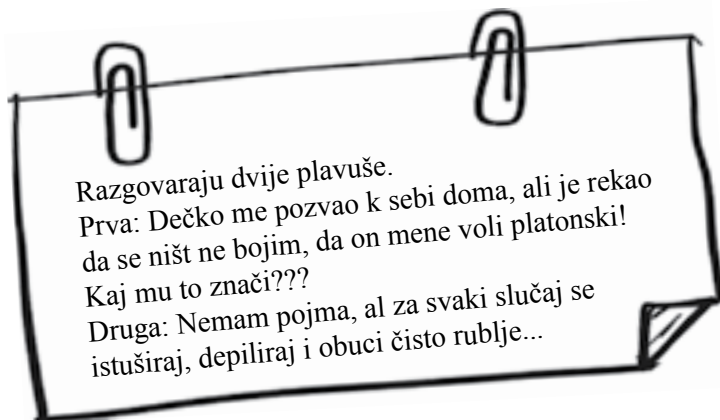 Razgovaraju dvije plavuše.
Prva: Dečko me pozvao k sebi doma, ali je rekao
da se ništ ne bojim, da on mene voli platonski!
Kaj mu to znači???
Druga: Nemam pojma, al za svaki slučaj se
istuširaj, depiliraj i obuci čisto rublje...